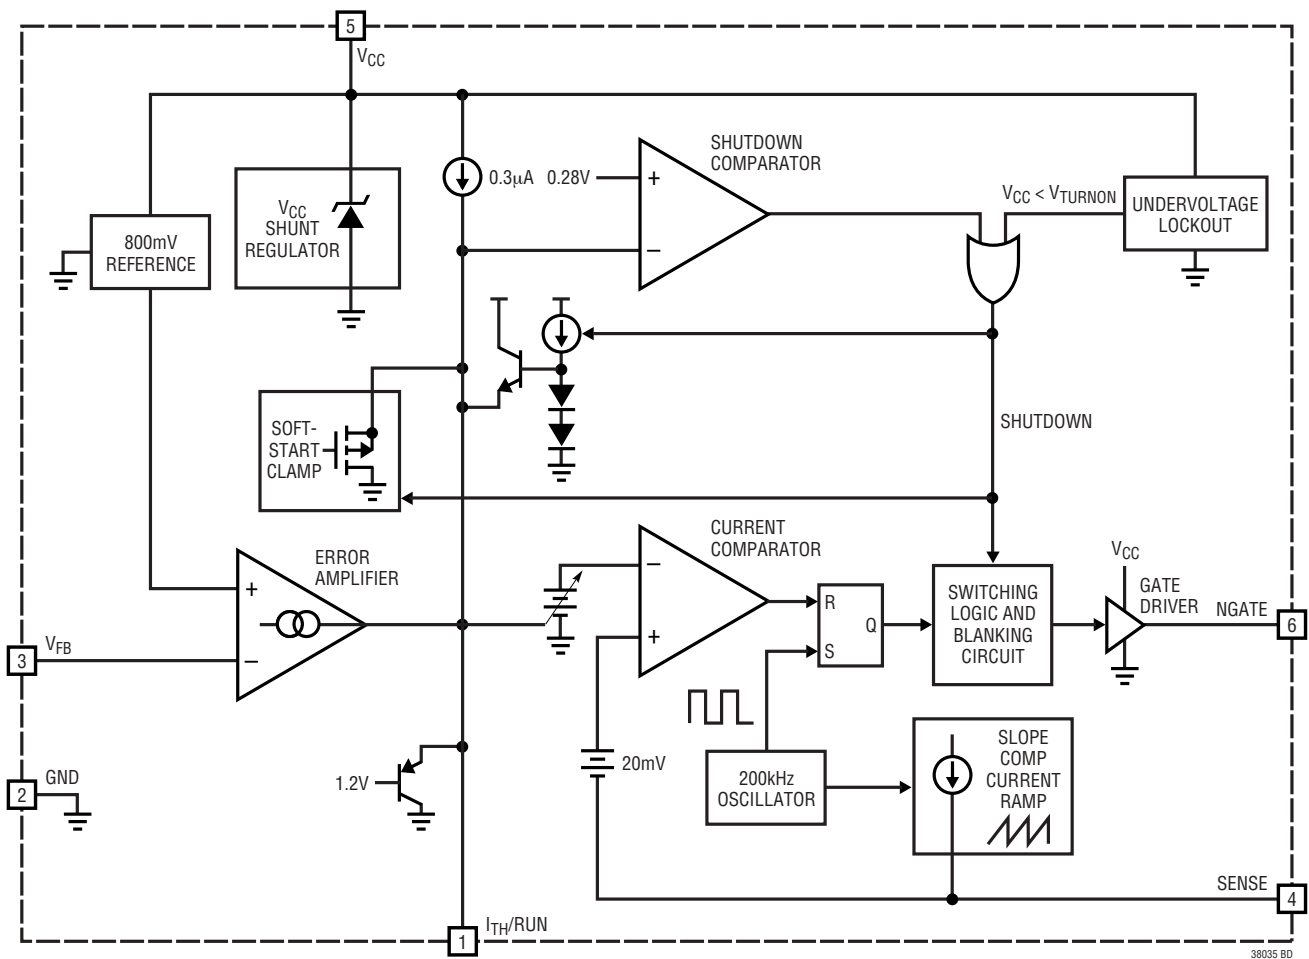 5
VCC
SHUTDOWN
COMPARATOR
0.3μA
0.28V
+
−
VCC < VTURNON
UNDERVOLTAGE
LOCKOUT
800mV
REFERENCE
VCC
SHUNT
REGULATOR
SOFT-
START
CLAMP
SHUTDOWN
ERROR
AMPLIFIER
+
−
CURRENT
COMPARATOR
−
+
R
S
Q
SWITCHING
LOGIC AND
BLANKING
CIRCUIT
VCC
GATE
DRIVER
NGATE
6
3
VFB
2
GND
1.2V
20mV
200kHz
OSCILLATOR
SLOPE
COMP
CURRENT
RAMP
SENSE
4
1
ITH/RUN
38035 BD